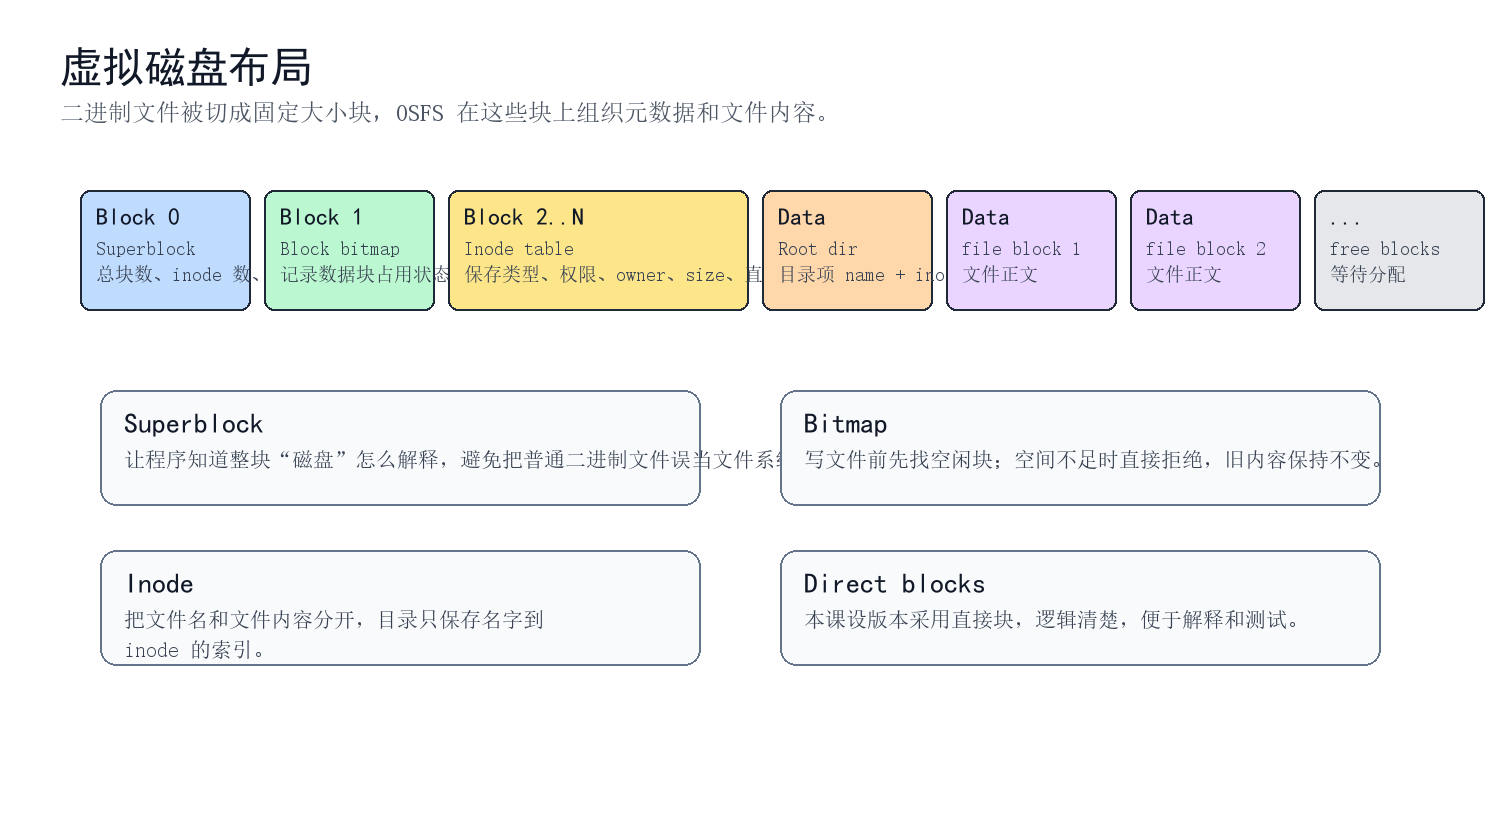 虚拟磁盘布局
二进制文件被切成固定大小块，OSFS 在这些块上组织元数据和文件内容。
Block 0
Superblock
总块数、inode 数、
Block 1
Block bitmap
记录数据块占用状态
Block 2..N
Inode table
保存类型、权限、owner、size、直
Data
Root dir
目录项 name + ino
Data
file block 1
文件正文
Data
file block 2
文件正文
...
free blocks
等待分配
Superblock
让程序知道整块“磁盘”怎么解释，避免把普通二进制文件误当文件系
Bitmap
写文件前先找空闲块；空间不足时直接拒绝，旧内容保持不变。
Inode
把文件名和文件内容分开，目录只保存名字到
inode 的索引。
Direct blocks
本课设版本采用直接块，逻辑清楚，便于解释和测试。